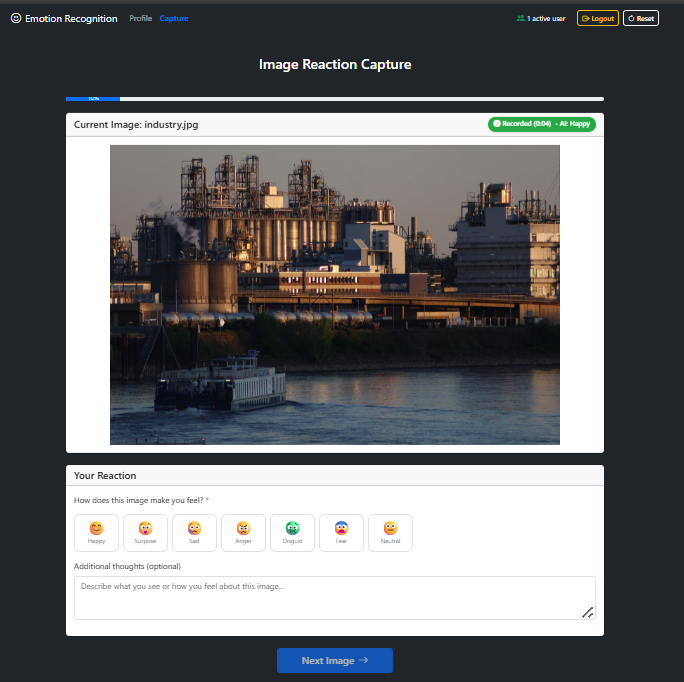 Emotion Recognition Profile Capture 1 active user Logout Reset
Image Reaction Capture
10%
Current Image: industry.jpg Recorded (0:04) - AI: Happy
Your Reaction
How does this image make you feel? *
Happy Surprise Sad Anger Disgust Fear Neutral
Additional thoughts (optional)
Describe what you see or how you feel about this image...
Next Image →